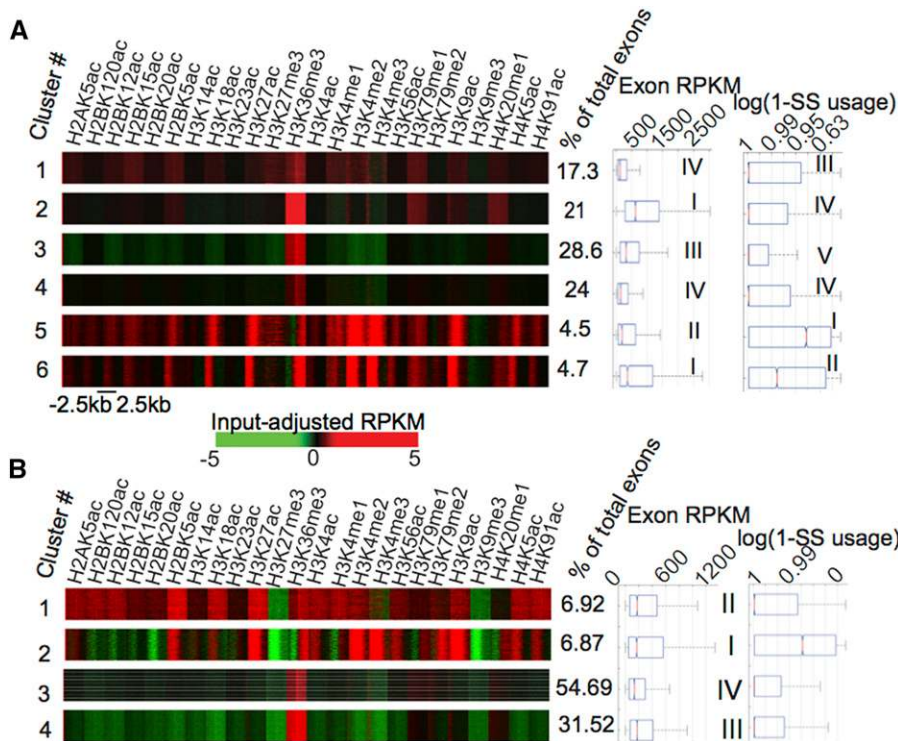 A
Cluster #
H2AK5ac
H2BK120ac
H2BK12ac
H2BK15ac
H2BK20ac
H2BK5ac
H3K14ac
H3K18ac
H3K23ac
H3K27ac
H3K27me3
H3K36me3
H3K4ac
H3K4me1
H3K4me2
H3K4me3
H3K56ac
H3K79me1
H3K79me2
H3K9ac
H3K9me3
H4K20me1
H4K5ac
H4K91ac
% of total exons
Exon RPKM
500 1500 2500
log(1-SS usage)
1 0.99 0.95 0.63
1 17.3 IV III
2 21 I IV
3 28.6 III V
4 24 IV IV
5 4.5 II I
6 4.7 I II
-2.5kb 2.5kb
Input-adjusted RPKM
-5 0 5
B
Cluster #
H2AK5ac
H2BK120ac
H2BK12ac
H2BK15ac
H2BK20ac
H2BK5ac
H3K14ac
H3K18ac
H3K23ac
H3K27ac
H3K27me3
H3K36me3
H3K4ac
H3K4me1
H3K4me2
H3K4me3
H3K56ac
H3K79me1
H3K79me2
H3K9ac
H3K9me3
H4K20me1
H4K5ac
H4K91ac
% of total exons
Exon RPKM
0 600 1200
log(1-SS usage)
1 0.99 0
1 6.92 II
2 6.87 I
3 54.69 IV
4 31.52 III